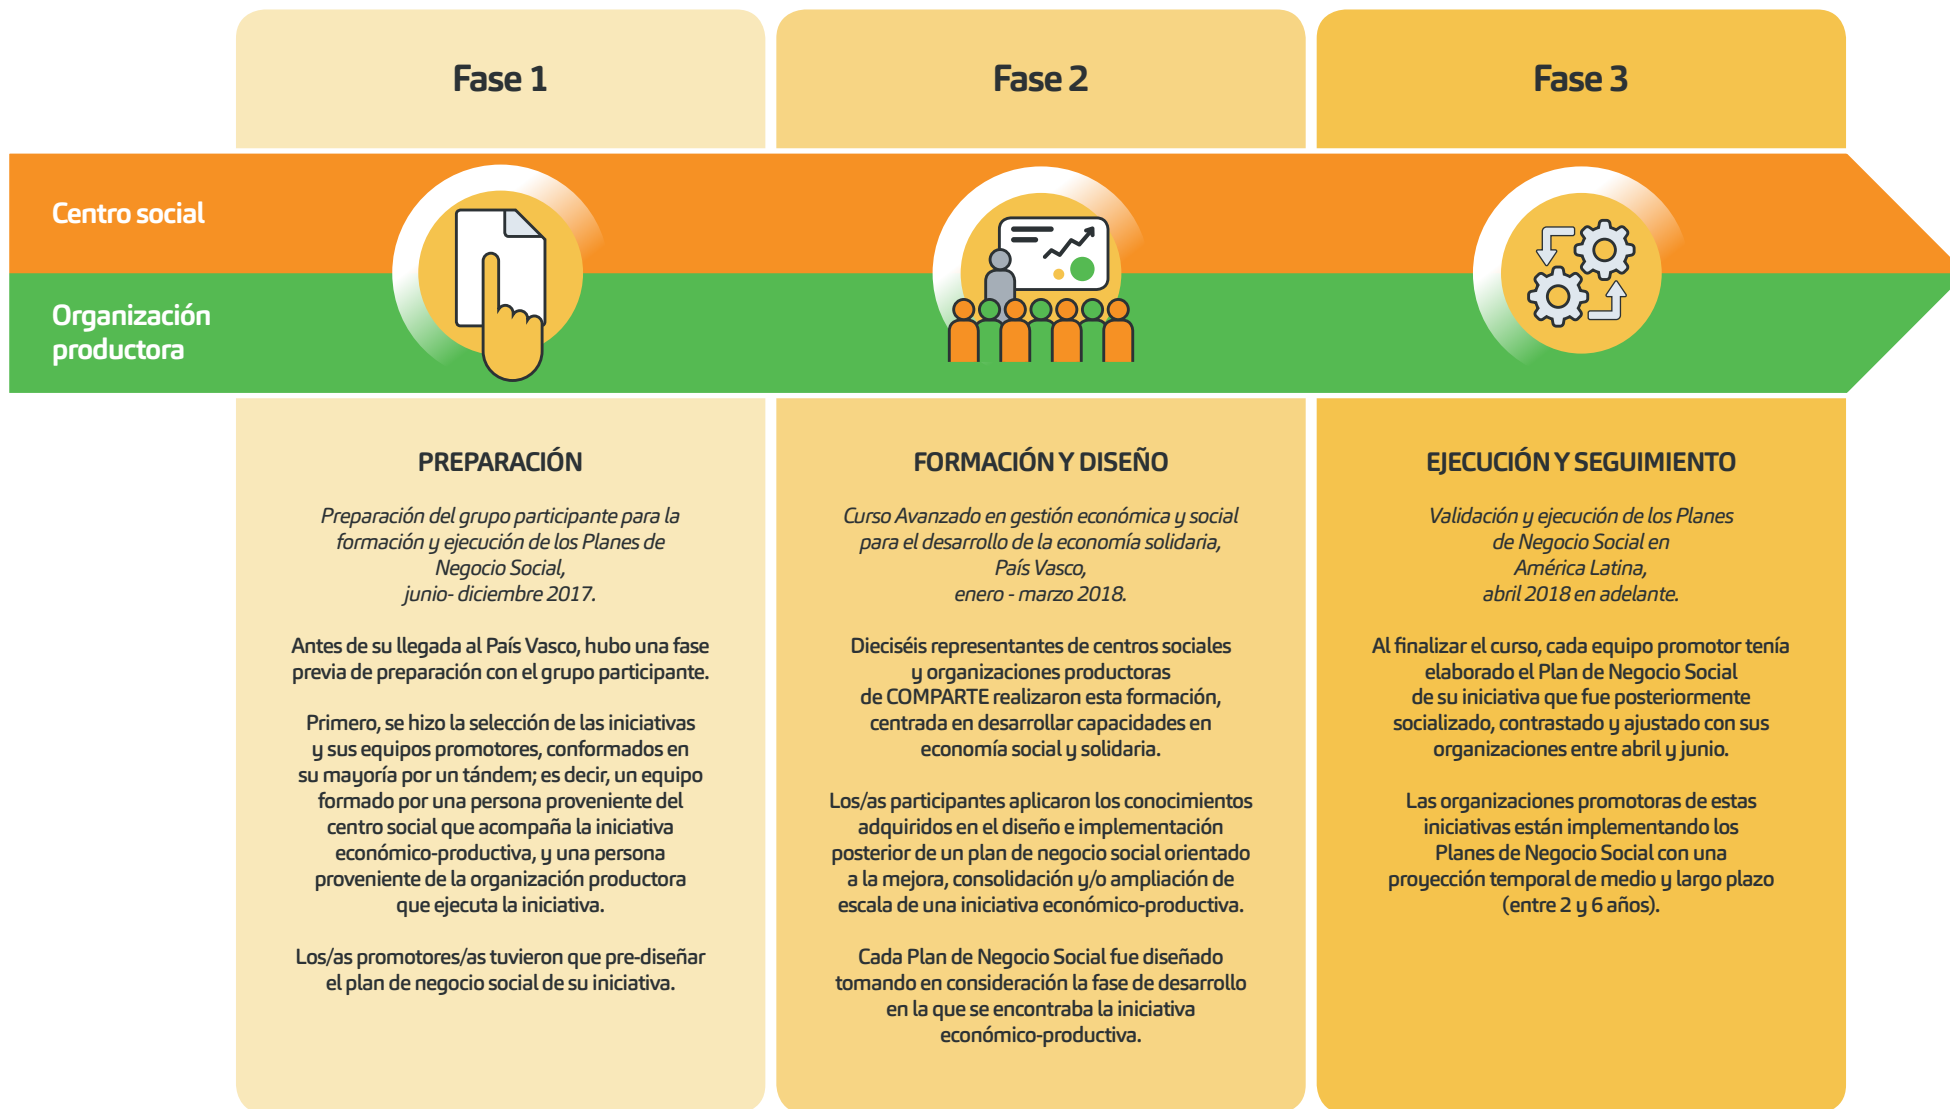 Fase 1
Fase 2
Fase 3
Centro social
Organización
productora
PREPARACIÓN
Preparación del grupo participante para la
formación y ejecución de los Planes de
Negocio Social,
junio- diciembre 2017.
Antes de su llegada al País Vasco, hubo una fase
previa de preparación con el grupo participante.
Primero, se hizo la selección de las iniciativas
y sus equipos promotores, conformados en
su mayoría por un tándem; es decir, un equipo
formado por una persona proveniente del
centro social que acompaña la iniciativa
económico-productiva, y una persona
proveniente de la organización productora
que ejecuta la iniciativa.
Los/as promotores/as tuvieron que pre-diseñar
el plan de negocio social de su iniciativa.
FORMACIÓN Y DISEÑO
Curso Avanzado en gestión económica y social
para el desarrollo de la economía solidaria,
País Vasco,
enero - marzo 2018.
Dieciséis representantes de centros sociales
y organizaciones productoras
de COMPARTE realizaron esta formación,
centrada en desarrollar capacidades en
economía social y solidaria.
Los/as participantes aplicaron los conocimientos
adquiridos en el diseño e implementación
posterior de un plan de negocio social orientado
a la mejora, consolidación y/o ampliación de
escala de una iniciativa económico-productiva.
Cada Plan de Negocio Social fue diseñado
tomando en consideración la fase de desarrollo
en la que se encontraba la iniciativa
económico-productiva.
EJECUCIÓN Y SEGUIMIENTO
Validación y ejecución de los Planes
de Negocio Social en
América Latina,
abril 2018 en adelante.
Al finalizar el curso, cada equipo promotor tenía
elaborado el Plan de Negocio Social
de su iniciativa que fue posteriormente
socializado, contrastado y ajustado con sus
organizaciones entre abril y junio.
Las organizaciones promotoras de estas
iniciativas están implementando los
Planes de Negocio Social con una
proyección temporal de medio y largo plazo
(entre 2 y 6 años).